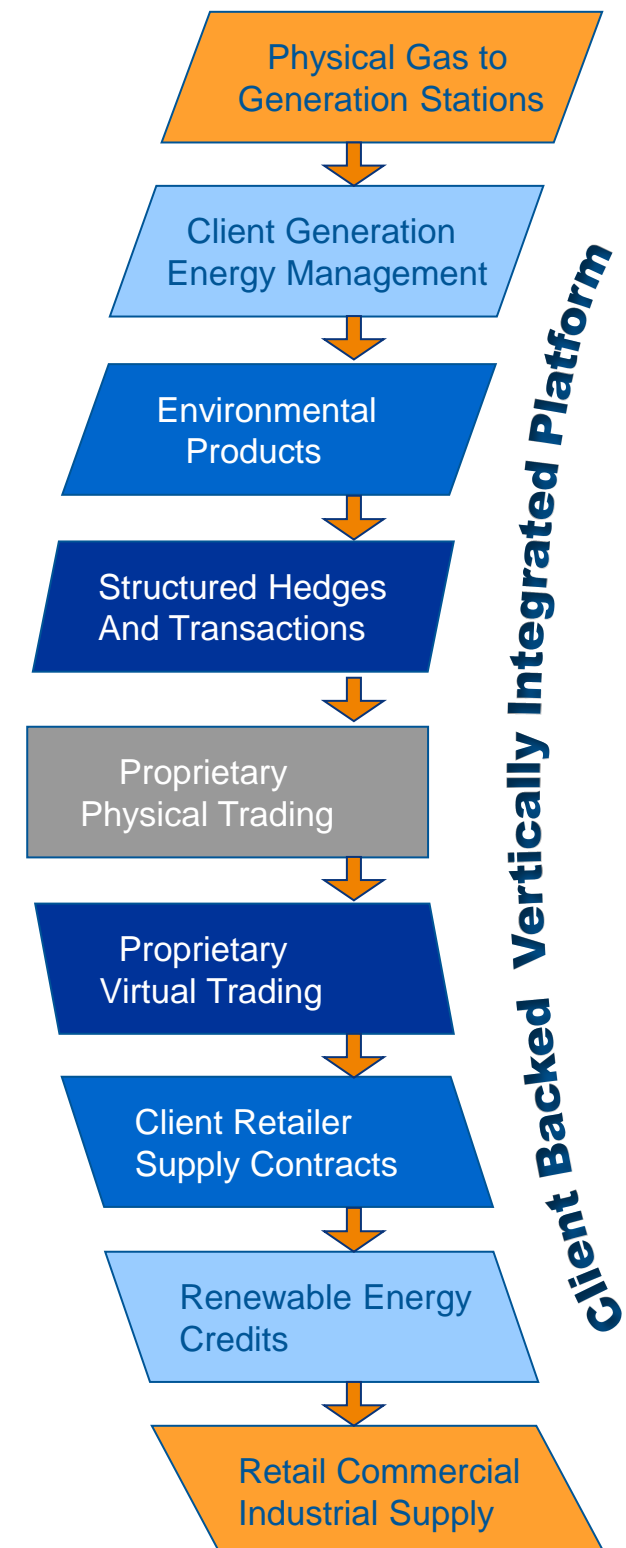 Physical Gas to
Generation Stations
Client Generation
Energy Management
Environmental
Products
Structured Hedges
And Transactions
Proprietary
Physical Trading
Proprietary
Virtual Trading
Client Retailer
Supply Contracts
Renewable Energy
Credits
Retail Commercial
Industrial Supply
Client Backed Vertically Integrated Platform